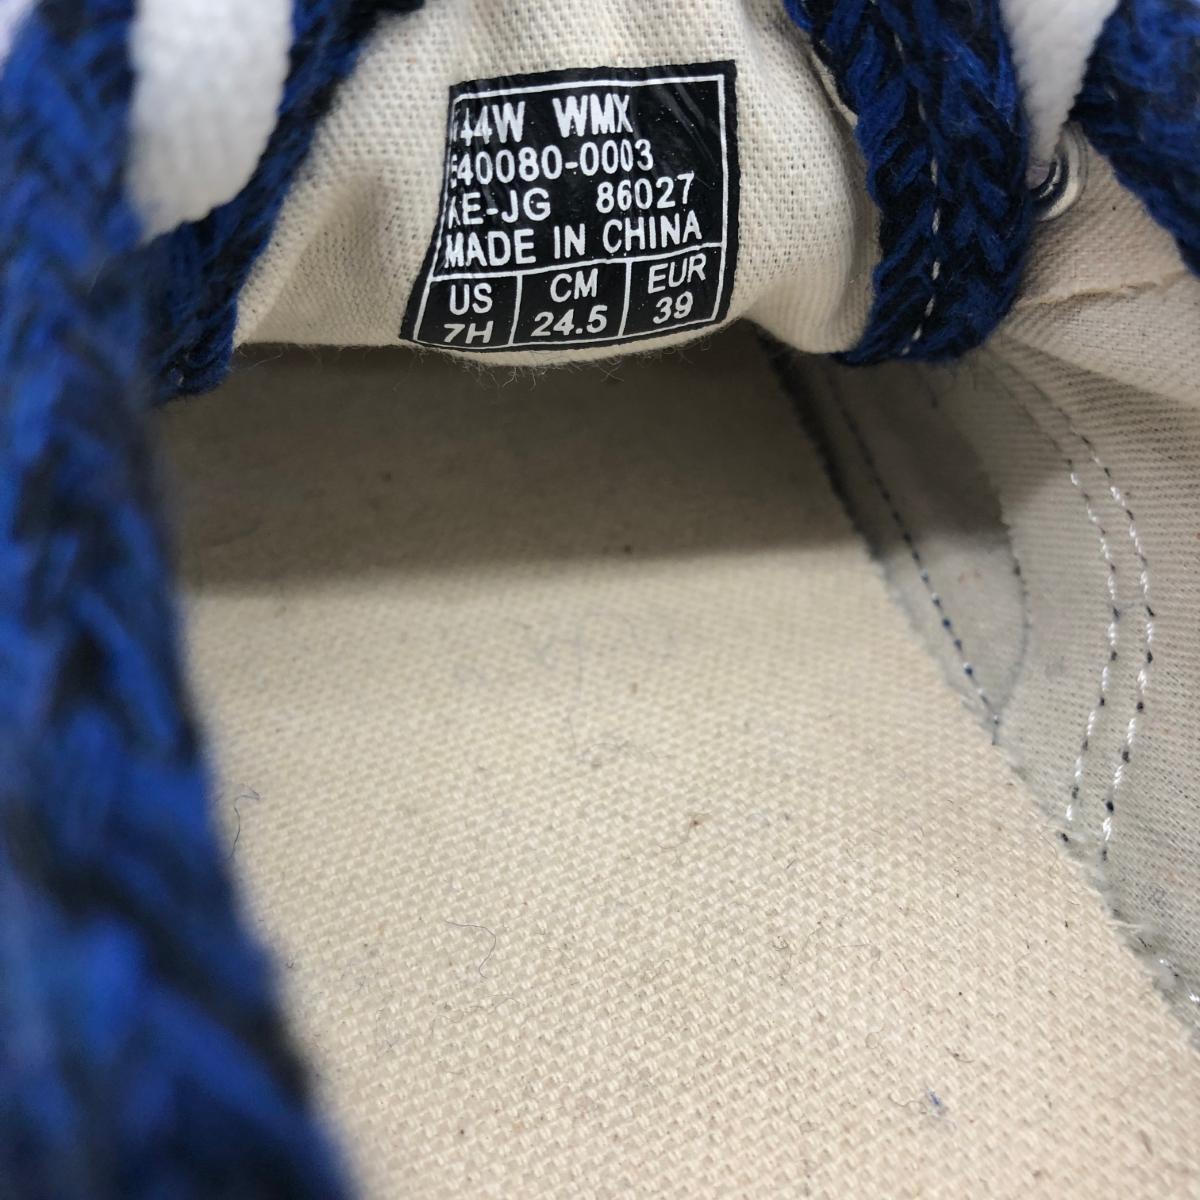 44W WMX
40080-0003
KE-JG 86027
MADE IN CHINA
US CM EUR
7H 24.5 39